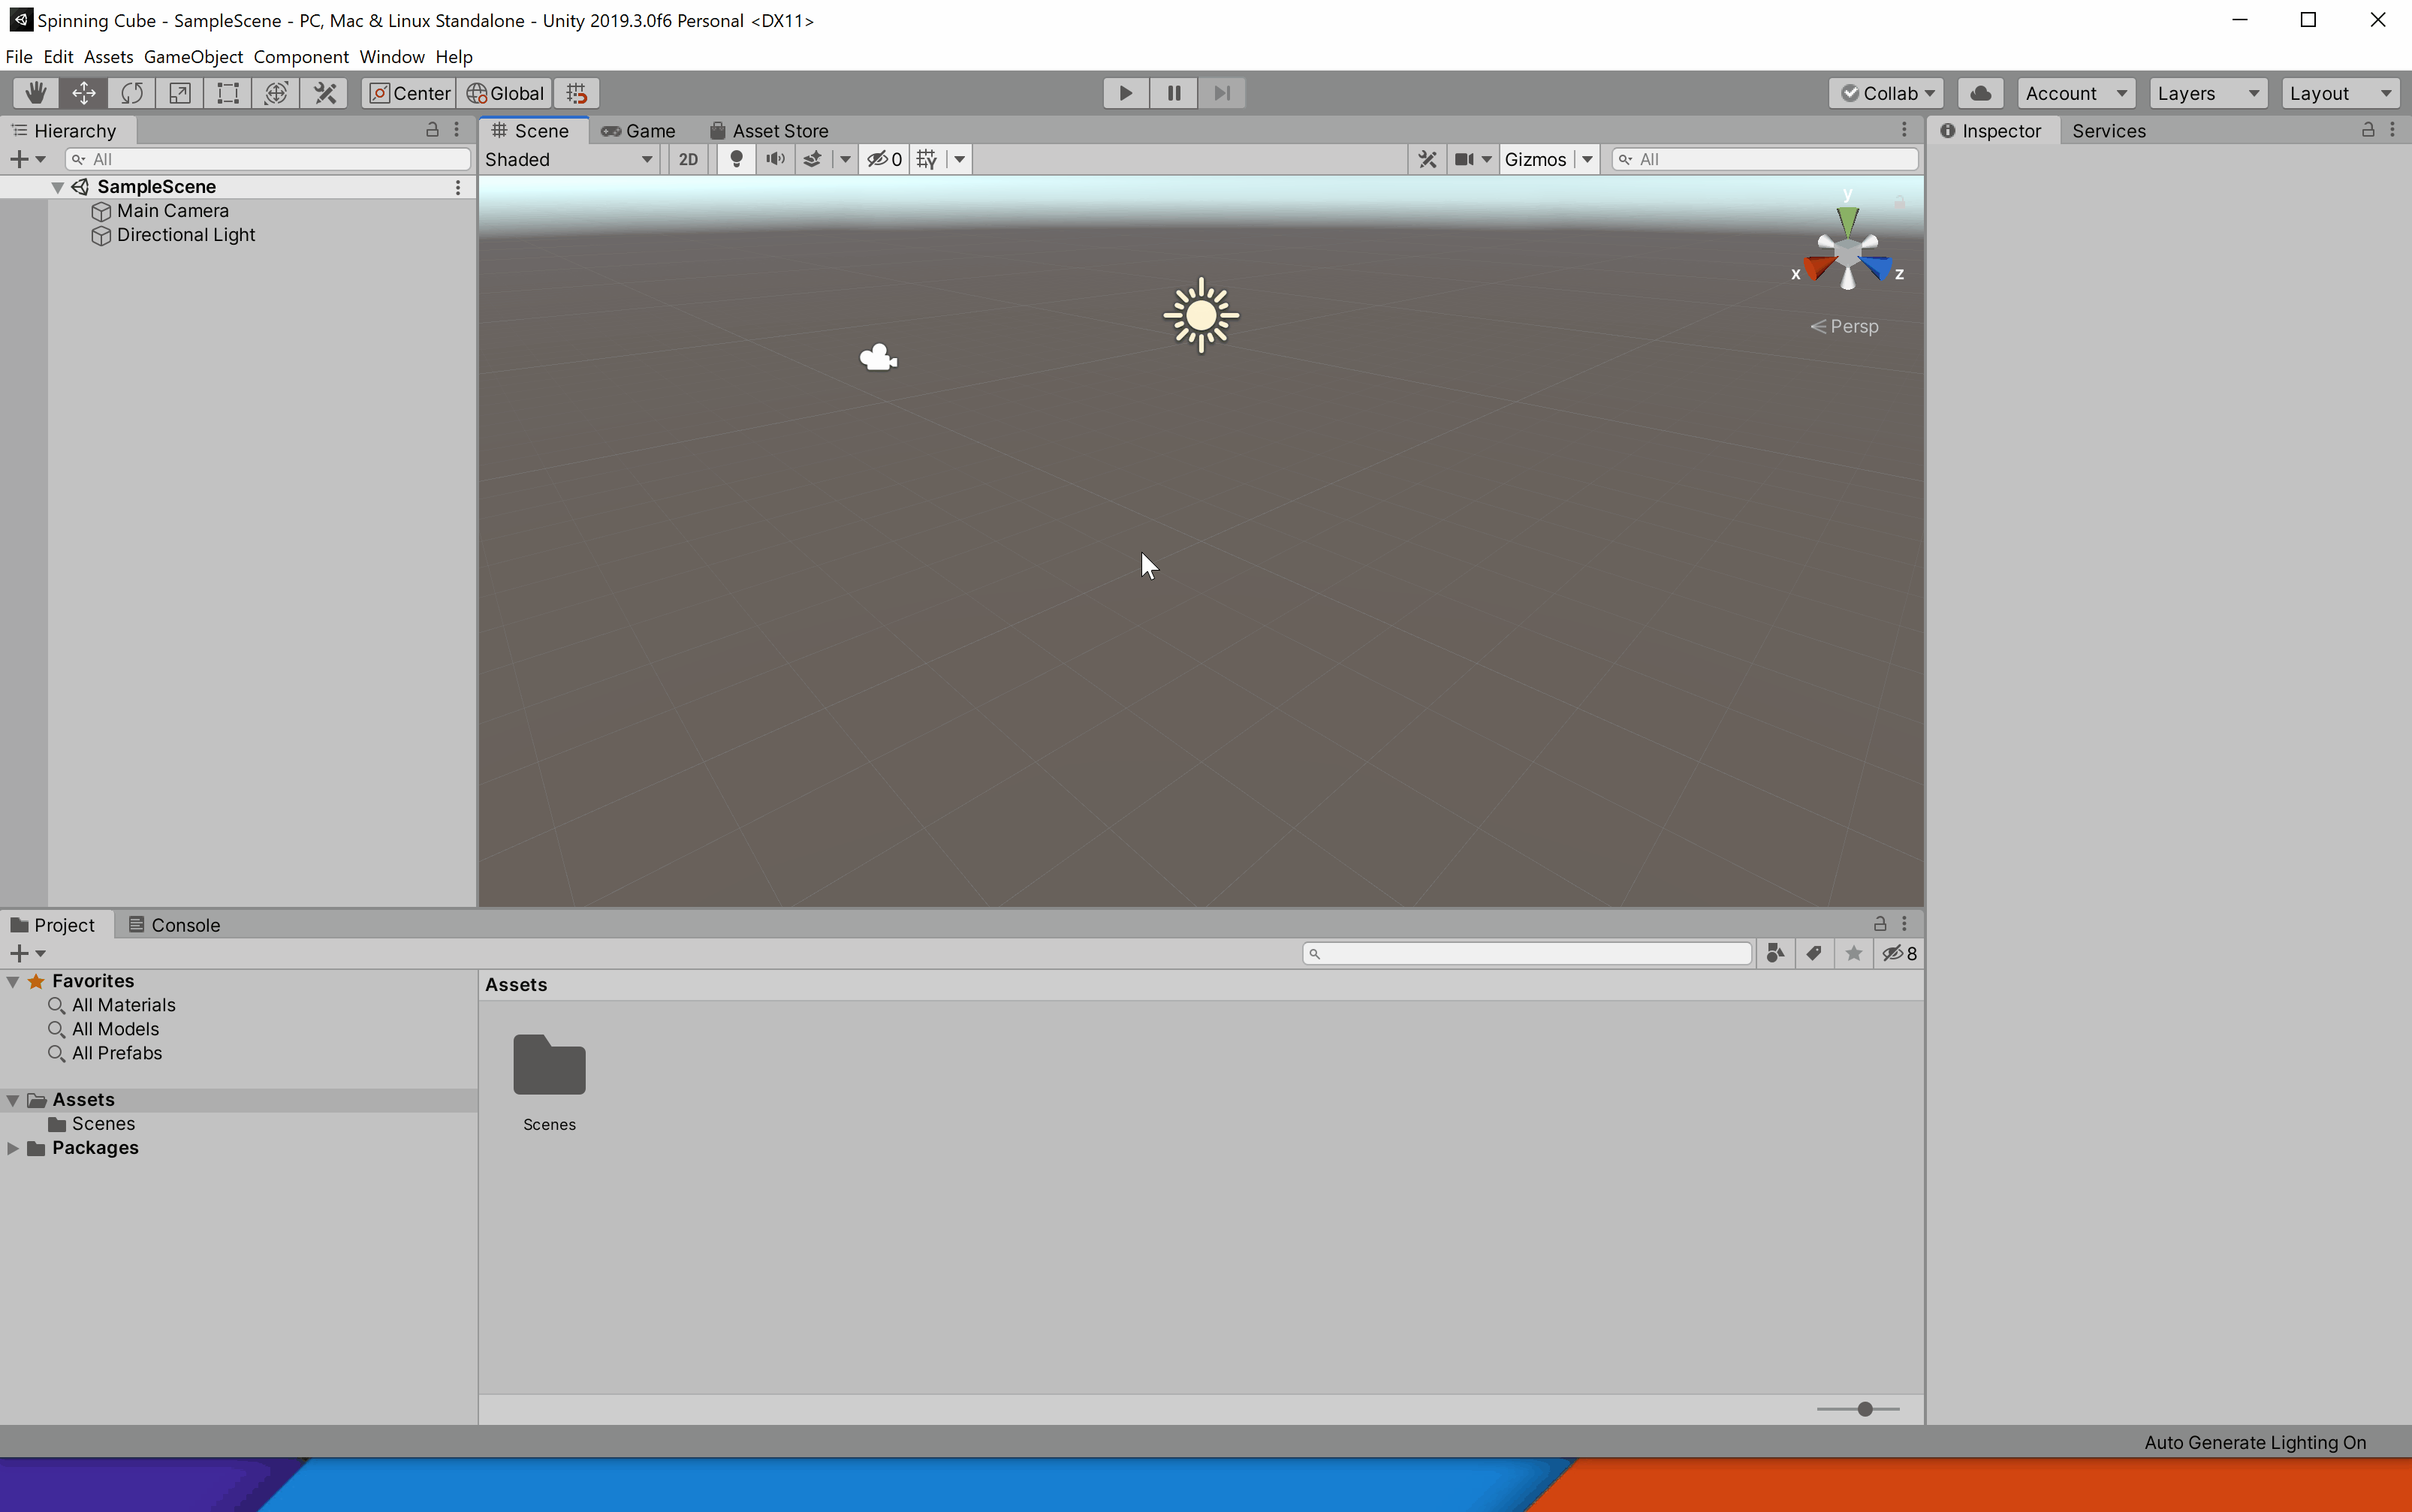 Spinning Cube - SampleScene - PC, Mac & Linux Standalone - Unity 2019.3.0f6 Personal <DX11>
File Edit Assets GameObject Component Window Help
Center Global Collab Account Layers Layout
Hierarchy Scene Game Asset Store Inspector Services
All Shaded 2D 0 Gizmos All
SampleScene
Main Camera
Directional Light
y
x z
Persp
Project Console
8
Favorites
All Materials
All Models
All Prefabs
Assets
Scenes
Packages
Assets
Scenes
Auto Generate Lighting On